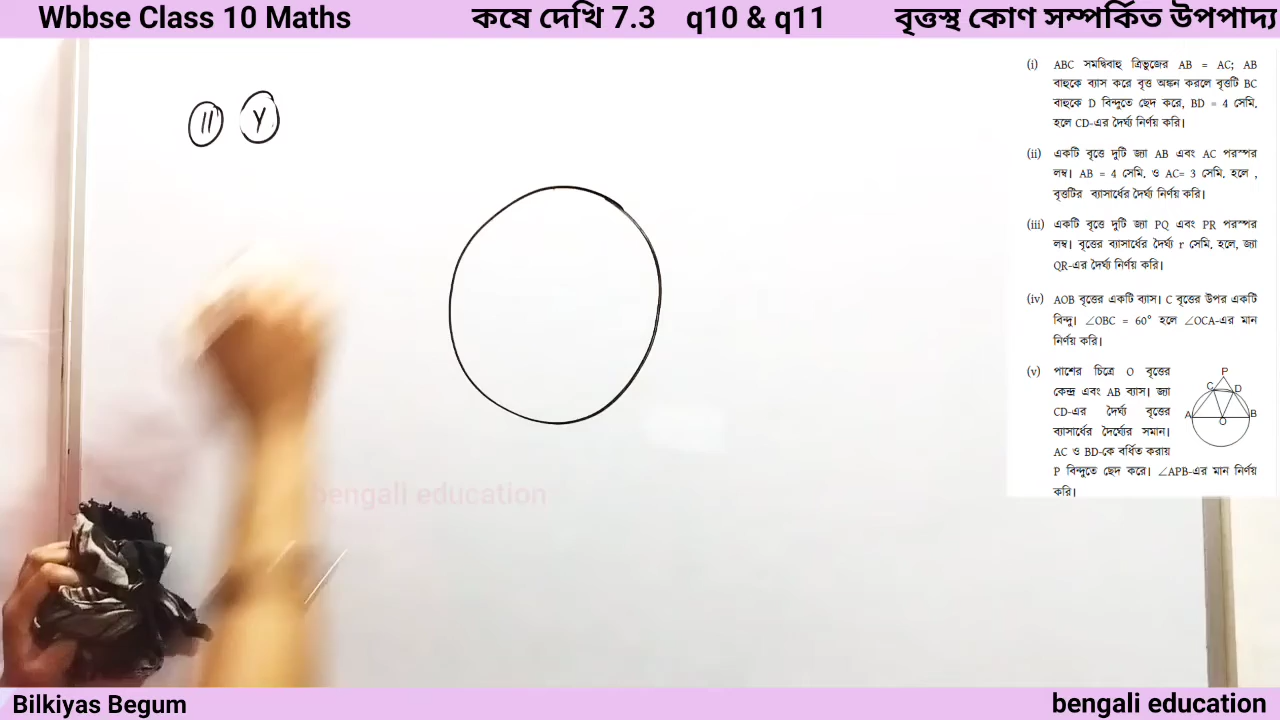 Wbbse Class 10 Maths কষে দেখি 7.3 q10 & q11 বৃত্তস্থ কোণ সম্পর্কিত উপপাদ্য
11 Y
(i) ABC সমদ্বিবাহু ত্রিভুজের AB = AC; AB
বাহুকে ব্যাস করে বৃত্ত অঙ্কন করলে বৃত্তটি BC
বাহুকে D বিন্দুতে ছেদ করে, BD = 4 সেমি,
হলে CD-এর দৈর্ঘ্য নির্ণয় করি।
(ii) একটি বৃত্তে দুটি জ্যা AB এবং AC পরস্পর
লম্ব। AB = 4 সেমি, ও AC= 3 সেমি, হলে ,
বৃত্তটির ব্যাসার্ধের দৈর্ঘ্য নির্ণয় করি।
(iii) একটি বৃত্তে দুটি জ্যা PQ এবং PR পরস্পর
লম্ব। বৃত্তের ব্যাসার্ধের দৈর্ঘ্য r সেমি, হলে, জ্যা
QR-এর দৈর্ঘ্য নির্ণয় করি।
(iv) AOB বৃত্তের একটি ব্যাস। C বৃত্তের উপর একটি
বিন্দু। ∠OBC = 60° হলে ∠OCA-এর মান
নির্ণয় করি।
(v) পাশের চিত্রে O বৃত্তের
কেন্দ্র এবং AB ব্যাস। জ্যা
CD-এর দৈর্ঘ্য বৃত্তের
ব্যাসার্ধের দৈর্ঘ্যের সমান।
AC ও BD-কে বর্ধিত করায়
P বিন্দুতে ছেদ করে। ∠APB-এর মান নির্ণয়
করি।
P
C D
A B
O
bengali education
Bilkiyas Begum bengali education